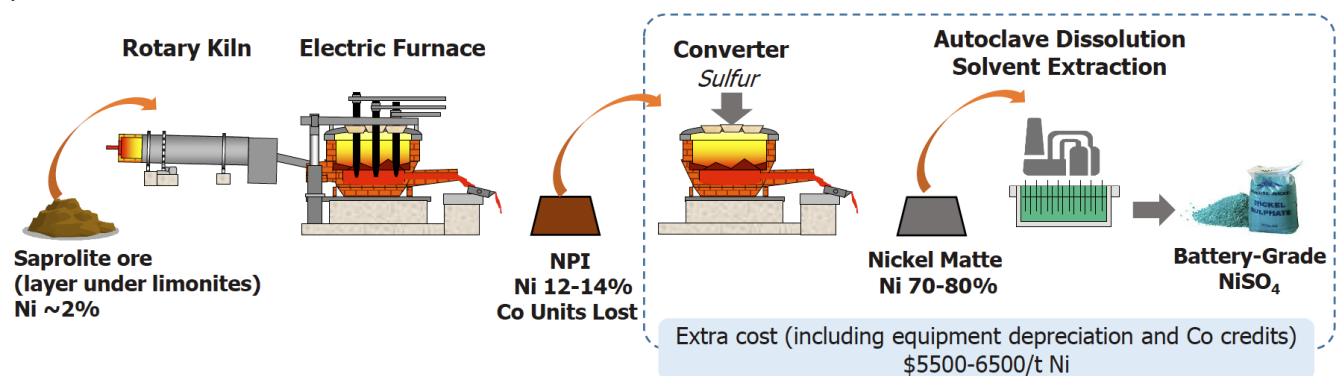 Rotary Kiln
Electric Furnace
Converter
Sulfur
Autoclave Dissolution
Solvent Extraction
Saprolite ore
(layer under limonites)
Ni ~2%
NPI
Ni 12-14%
Co Units Lost
Nickel Matte
Ni 70-80%
NICKEL
SULPHATE
Battery-Grade
NiSO₄
Extra cost (including equipment depreciation and Co credits)
$5500-6500/t Ni